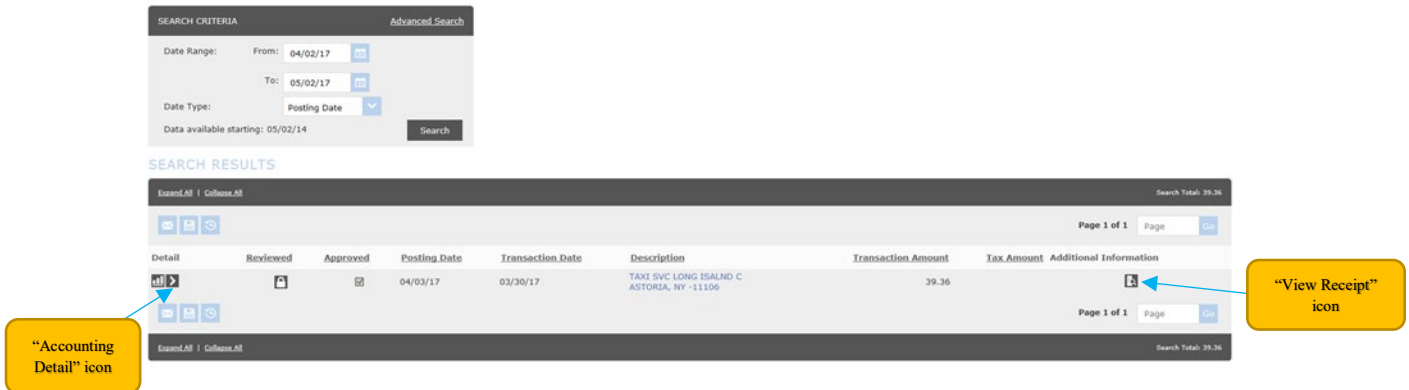 SEARCH CRITERIA Advanced Search
Date Range: From: 04/02/17
To: 05/02/17
Date Type: Posting Date
Data available starting: 05/02/14 Search
SEARCH RESULTS
Expand All | Collapse All Search Total: 39.36
Page 1 of 1 Page Go
Detail Reviewed Approved Posting Date Transaction Date Description Transaction Amount Tax Amount Additional Information
04/03/17 03/30/17 TAXI SVC LONG ISALND C 39.36
ASTORIA, NY -11106
"View Receipt"
icon
Page 1 of 1 Page Go
"Accounting
Detail" icon
Expand All | Collapse All Search Total: 39.36